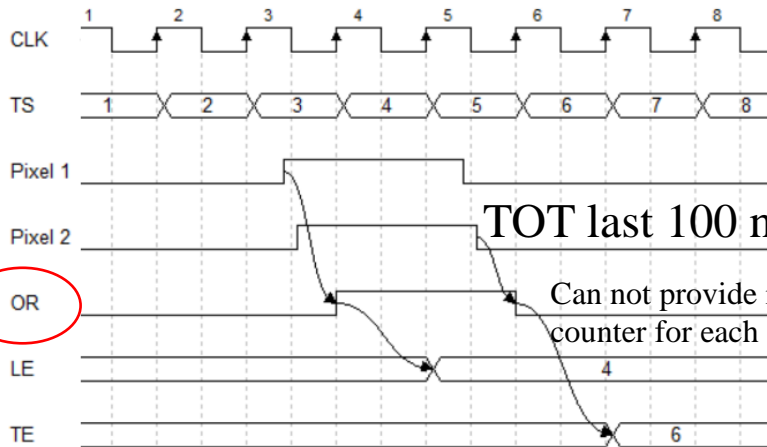 1 2 3 4 5 6 7 8
CLK
TS 1 2 3 4 5 6 7 8
Pixel 1
Pixel 2
TOT last 100
OR
Can not provide
counter for each
LE 4
TE 6